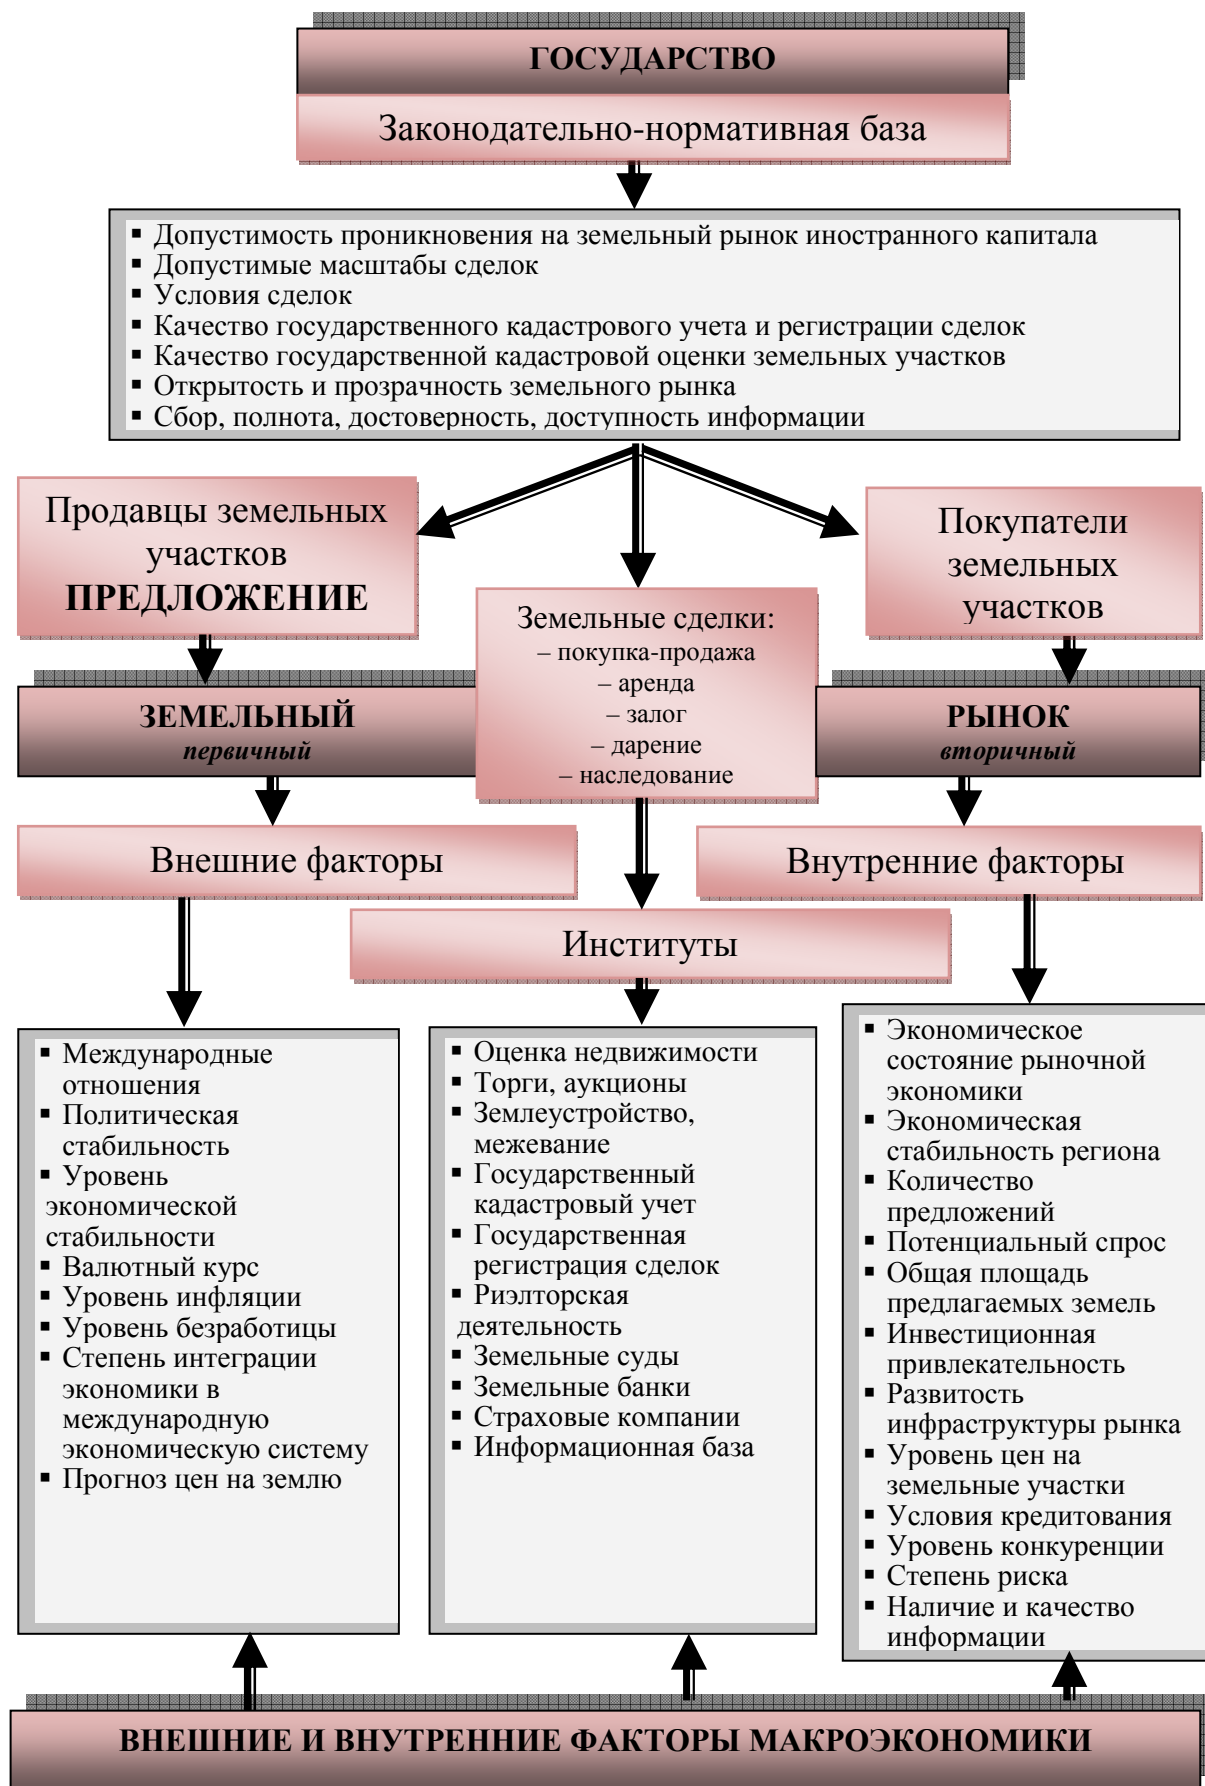 ГОСУДАРСТВО
Законодательно-нормативная база
▪ Допустимость проникновения на земельный рынок иностранного капитала
▪ Допустимые масштабы сделок
▪ Условия сделок
▪ Качество государственного кадастрового учета и регистрации сделок
▪ Качество государственной кадастровой оценки земельных участков
▪ Открытость и прозрачность земельного рынка
▪ Сбор, полнота, достоверность, доступность информации
Продавцы земельных
участков
ПРЕДЛОЖЕНИЕ
Земельные сделки:
– покупка-продажа
– аренда
– залог
– дарение
– наследование
Покупатели
земельных
участков
ЗЕМЕЛЬНЫЙ
первичный
РЫНОК
вторичный
Внешние факторы
Внутренние факторы
Институты
▪ Международные
отношения
▪ Политическая
стабильность
▪ Уровень
экономической
стабильности
▪ Валютный курс
▪ Уровень инфляции
▪ Уровень безработицы
▪ Степень интеграции
экономики в
международную
экономическую систему
▪ Прогноз цен на землю
▪ Оценка недвижимости
▪ Торги, аукционы
▪ Землеустройство,
межевание
▪ Государственный
кадастровый учет
▪ Государственная
регистрация сделок
▪ Риэлторская
деятельность
▪ Земельные суды
▪ Земельные банки
▪ Страховые компании
▪ Информационная база
▪ Экономическое
состояние рыночной
экономики
▪ Экономическая
стабильность региона
▪ Количество
предложений
▪ Потенциальный спрос
▪ Общая площадь
предлагаемых земель
▪ Инвестиционная
привлекательность
▪ Развитость
инфраструктуры рынка
▪ Уровень цен на
земельные участки
▪ Условия кредитования
▪ Уровень конкуренции
▪ Степень риска
▪ Наличие и качество
информации
ВНЕШНИЕ И ВНУТРЕННИЕ ФАКТОРЫ МАКРОЭКОНОМИКИ